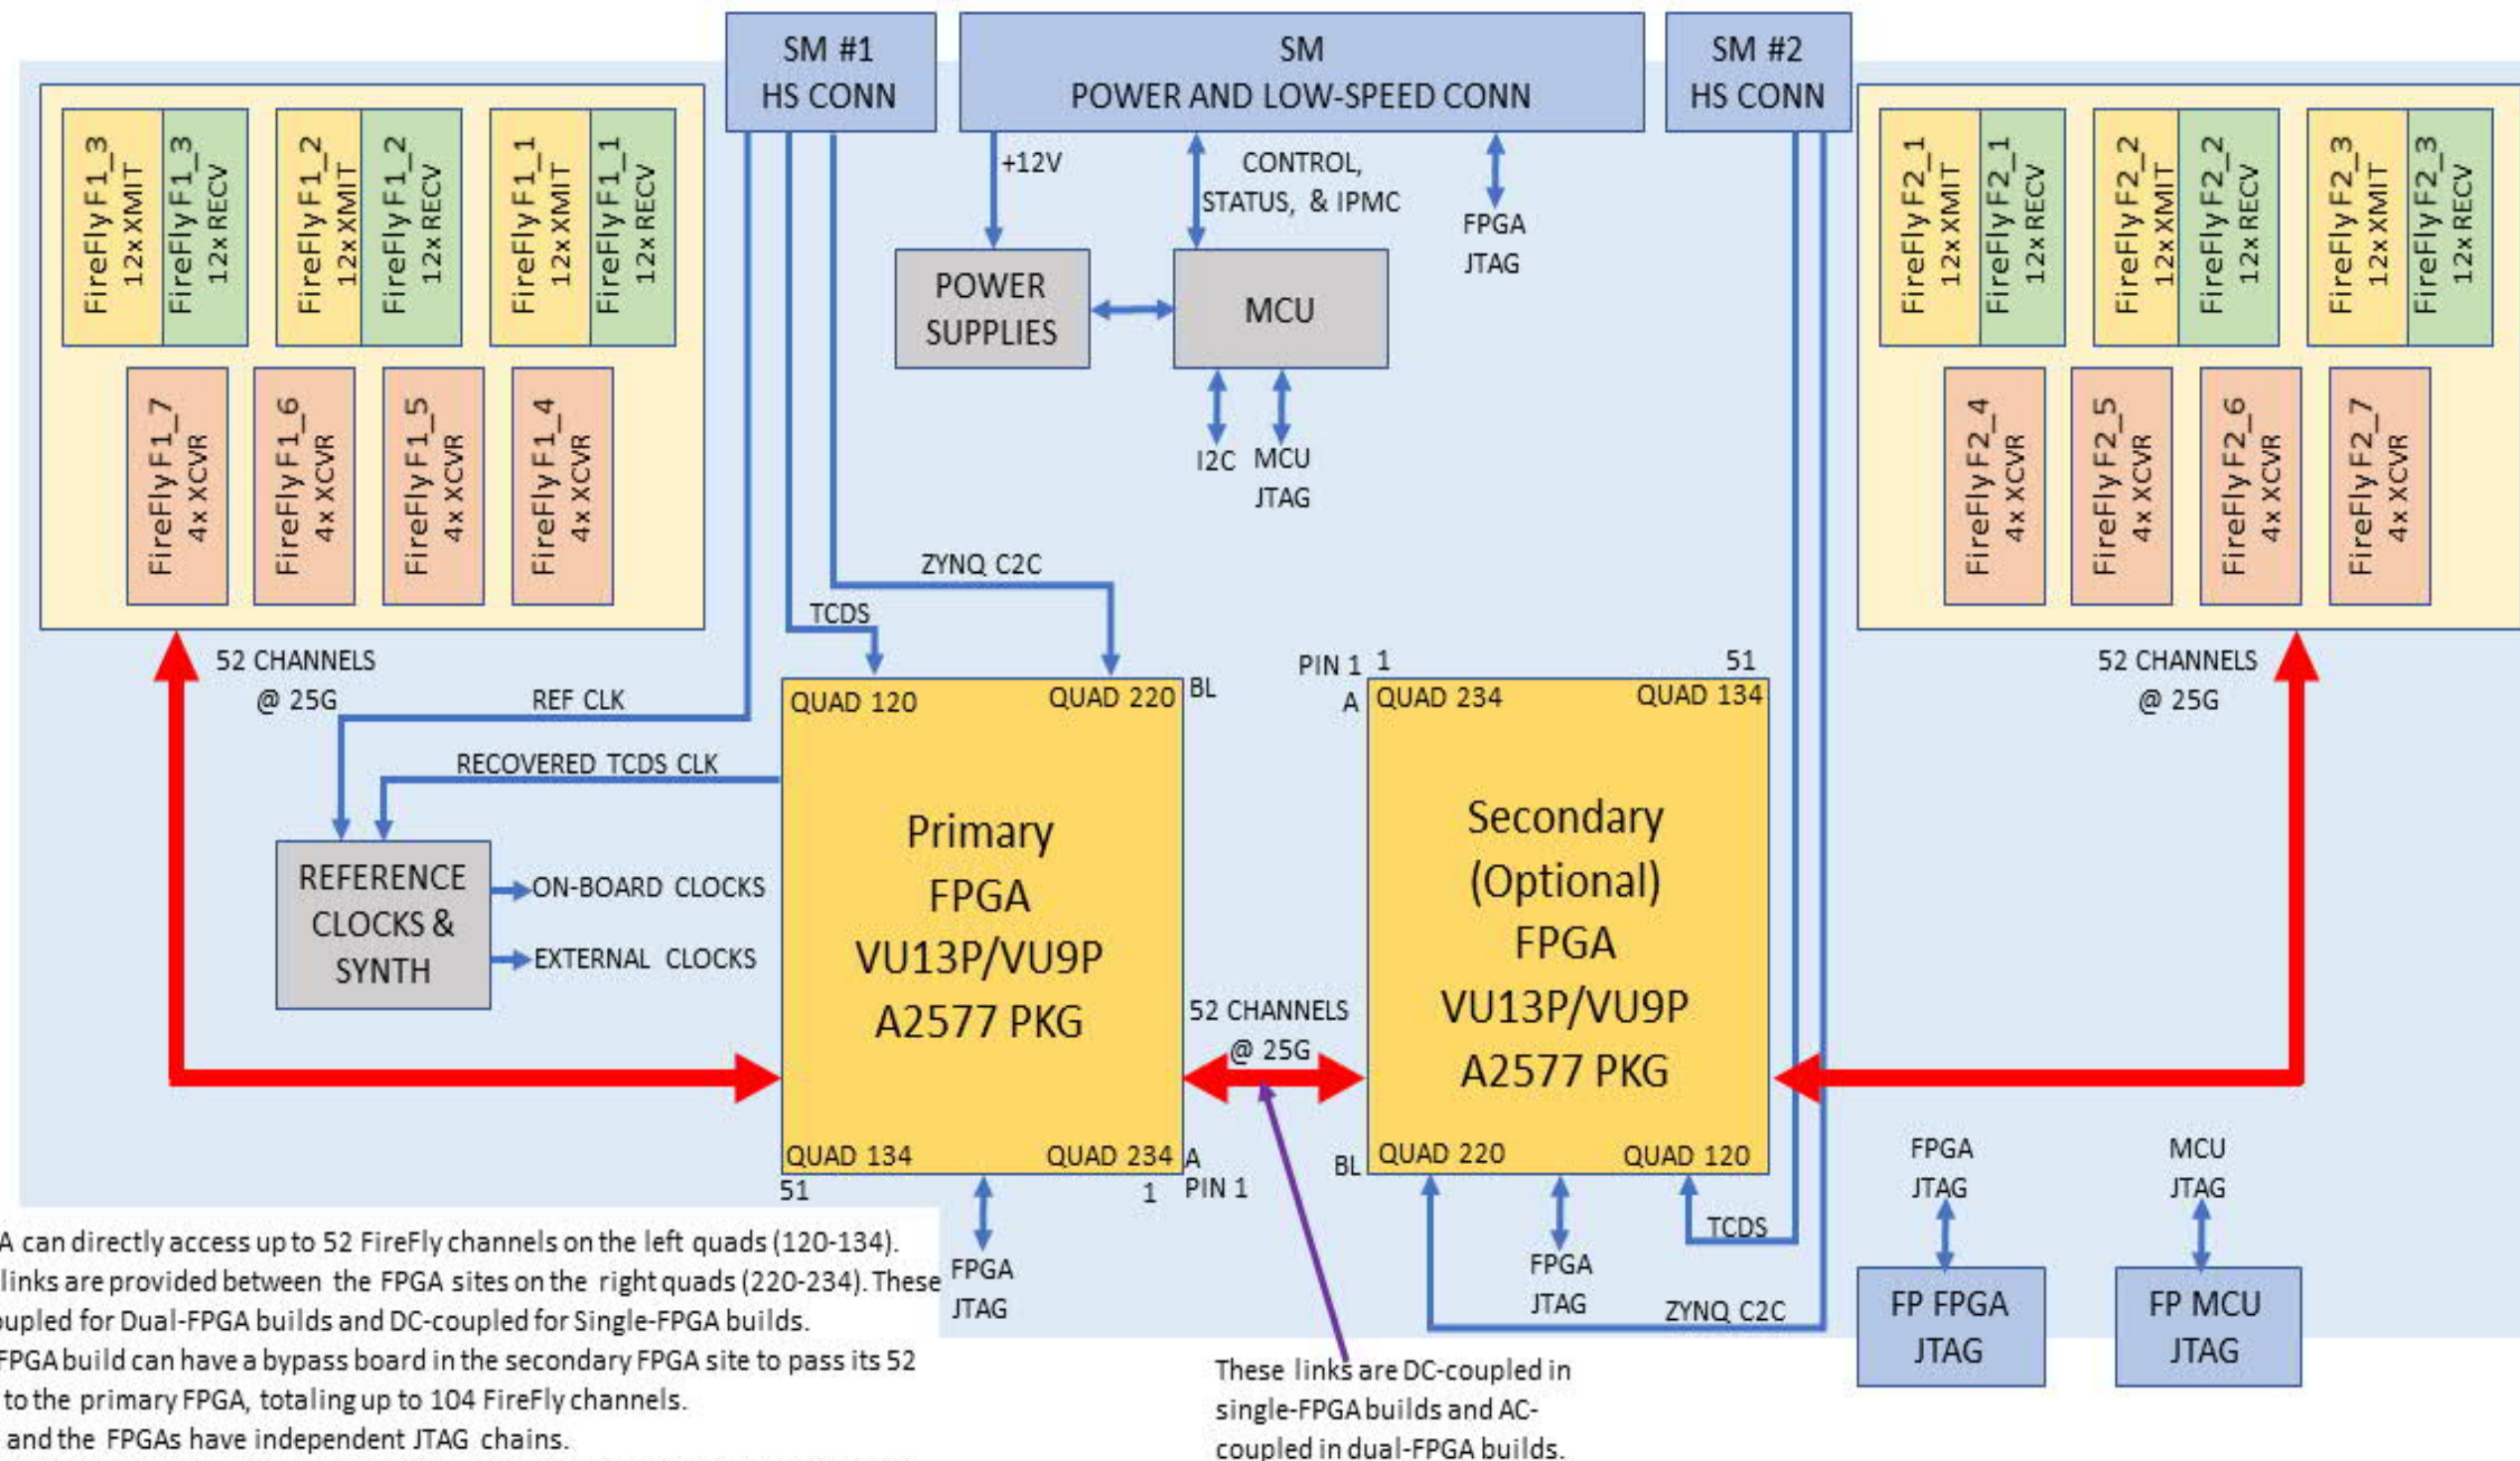 SM #1
HS CONN
SM
POWER AND LOW-SPEED CONN
SM #2
HS CONN
FireFly F1_3
12x XMIT
FireFly F1_3
12x RECV
FireFly F1_2
12x XMIT
FireFly F1_2
12x RECV
FireFly F1_1
12x XMIT
FireFly F1_1
12x RECV
FireFly F1_7
4x XCVR
FireFly F1_6
4x XCVR
FireFly F1_5
4x XCVR
FireFly F1_4
4x XCVR
+12V
CONTROL,
STATUS, & IPMC
FPGA
JTAG
POWER
SUPPLIES
MCU
I2C
MCU
JTAG
FireFly F2_1
12x XMIT
FireFly F2_1
12x RECV
FireFly F2_2
12x XMIT
FireFly F2_2
12x RECV
FireFly F2_3
12x XMIT
FireFly F2_3
12x RECV
FireFly F2_4
4x XCVR
FireFly F2_5
4x XCVR
FireFly F2_6
4x XCVR
FireFly F2_7
4x XCVR
ZYNQ C2C
TCDS
52 CHANNELS
@ 25G
REF CLK
RECOVERED TCDS CLK
REFERENCE
CLOCKS &
SYNTH
ON-BOARD CLOCKS
EXTERNAL CLOCKS
QUAD 120
QUAD 220
BL
Primary
FPGA
VU13P/VU9P
A2577 PKG
QUAD 134
QUAD 234
A
51
1
PIN 1
FPGA
JTAG
52 CHANNELS
@ 25G
PIN 1
1
51
A
QUAD 234
QUAD 134
Secondary
(Optional)
FPGA
VU13P/VU9P
A2577 PKG
BL
QUAD 220
QUAD 120
TCDS
FPGA
JTAG
ZYNQ C2C
52 CHANNELS
@ 25G
FPGA
JTAG
MCU
JTAG
FP FPGA
JTAG
FP MCU
JTAG
A can directly access up to 52 FireFly channels on the left quads (120-134).
links are provided between the FPGA sites on the right quads (220-234). These
oupled for Dual-FPGA builds and DC-coupled for Single-FPGA builds.
FPGA build can have a bypass board in the secondary FPGA site to pass its 52
to the primary FPGA, totaling up to 104 FireFly channels.
and the FPGAs have independent JTAG chains.
These links are DC-coupled in
single-FPGA builds and AC-
coupled in dual-FPGA builds.